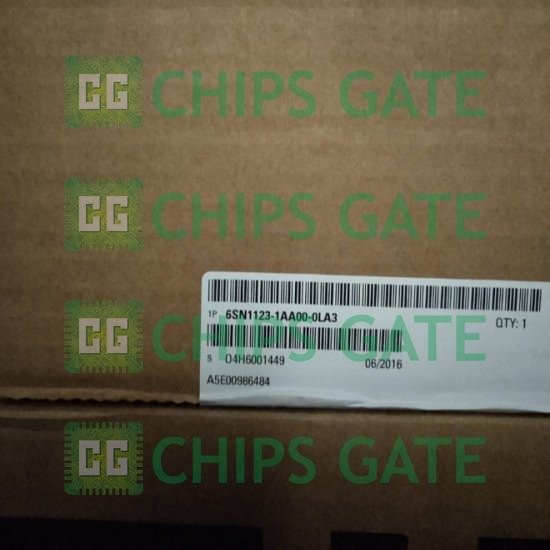 CG CHIPS GATE
CG CHIPS GATE
1P 6SN1123-1AA00-0LA3 QTY: 1
CG CHIPS GATE
S O4H6001449 06/2016
A5E00986484
CG CHIPS GATE